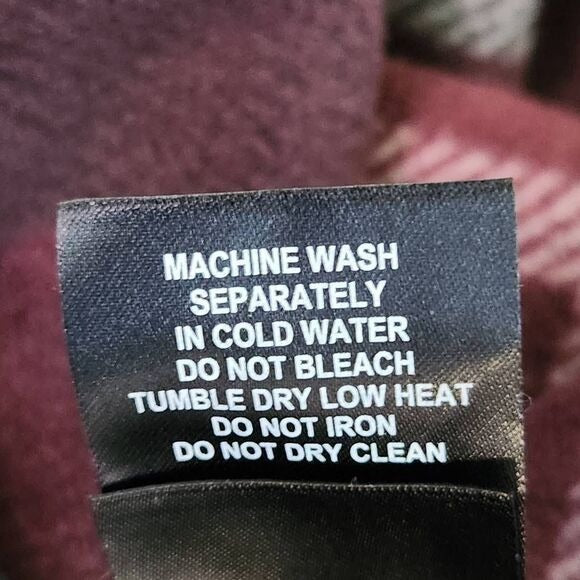 MACHINE WASH
SEPARATELY
IN COLD WATER
DO NOT BLEACH
TUMBLE DRY LOW HEAT
DO NOT IRON
DO NOT DRY CLEAN